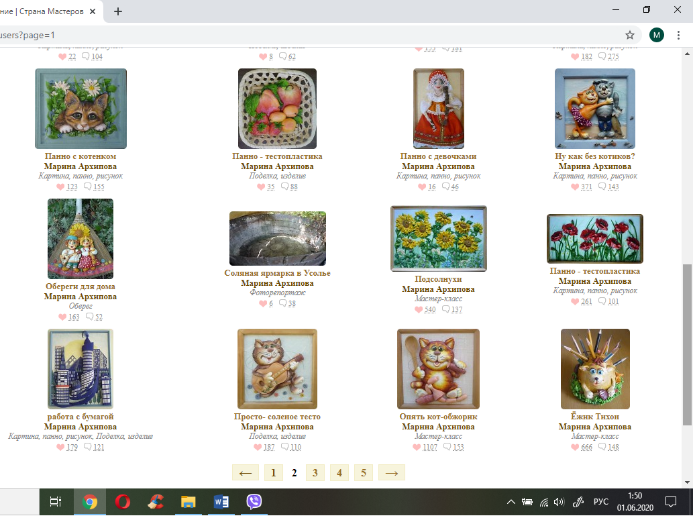 ние | Страна Мастеров
users?page=1
M
22 104
8 62
182 275
Панно с котенком
Марина Архипова
Картина, панно, рисунок
123 155
Панно - тестопластика
Марина Архипова
Поделка, изделие
35 88
Панно с девочками
Марина Архипова
Картина, панно, рисунок
16 46
Ну как без котиков?
Марина Архипова
Картина, панно, рисунок
371 143
Обереги для дома
Марина Архипова
Оберег
163 52
Соляная ярмарка в Усолье
Марина Архипова
Фоторепортаж
6 38
Подсолнухи
Марина Архипова
Мастер-класс
540 137
Панно - тестопластика
Марина Архипова
Картина, панно, рисунок
261 101
работа с бумагой
Марина Архипова
Картина, панно, рисунок, Поделка, изделие
179 121
Просто- соленое тесто
Марина Архипова
Поделка, изделие
187 110
Опять кот-обжорик
Марина Архипова
Мастер-класс
1107 153
Ёжик Тихон
Марина Архипова
Мастер-класс
666 148
← 1 2 3 4 5 →
РУС
1:50
01.06.2020